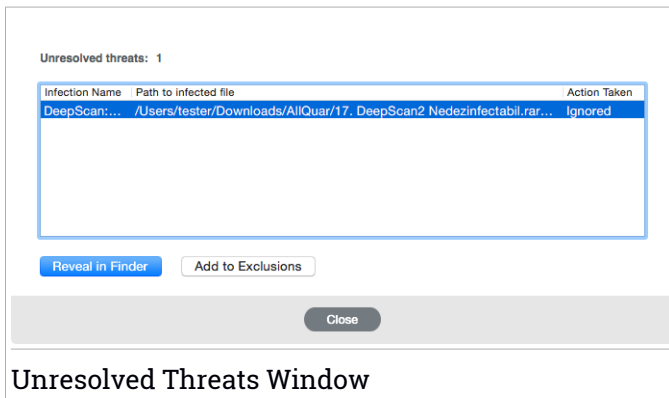 Unresolved threats: 1
Infection Name Path to infected file Action Taken
DeepScan:... /Users/tester/Downloads/AllQuar/17. DeepScan2 Nedezinfectabil.rar... Ignored
Reveal in Finder Add to Exclusions
Close
Unresolved Threats Window